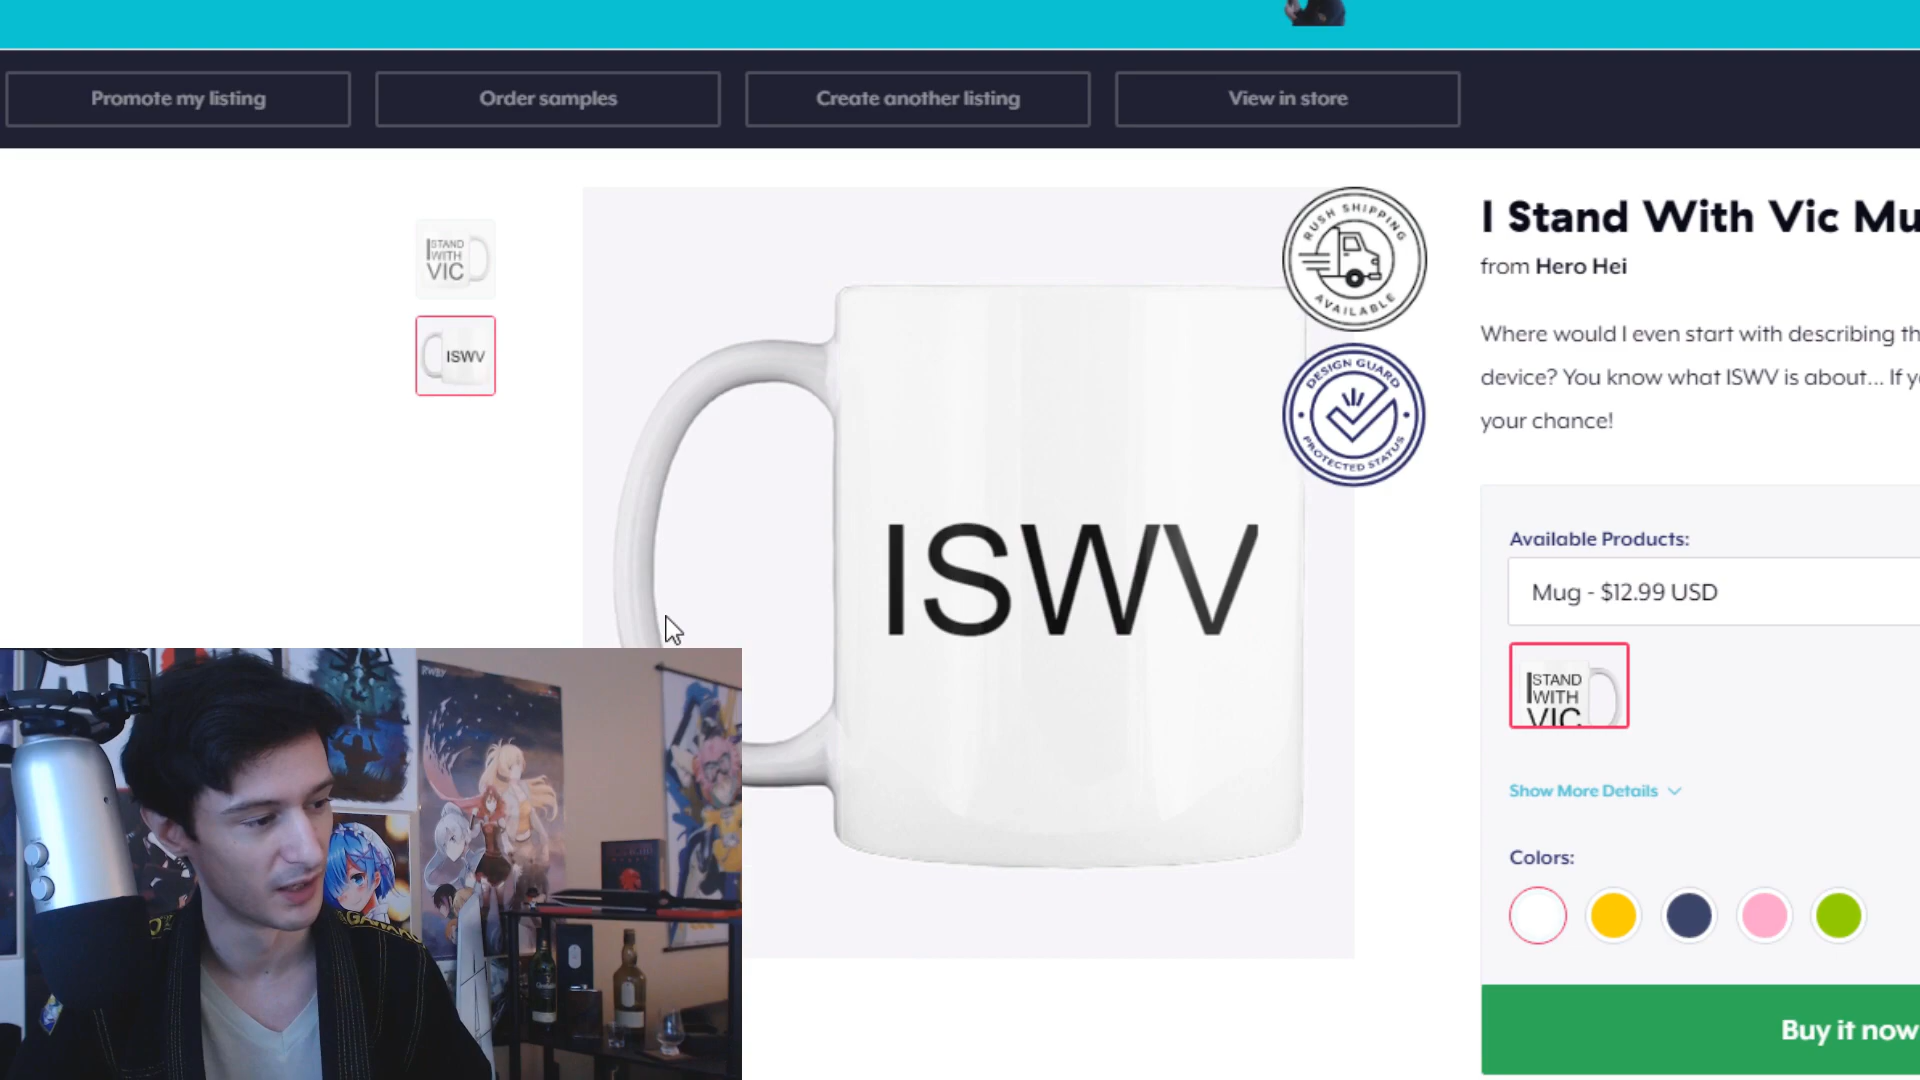 Promote my listing
Order samples
Create another listing
View in store
STAND
WITH
VIC
ISWV
ISWV
RUSH SHIPPING
AVAILABLE
DESIGN GUARD
PROTECTED STATUS
I Stand With Vic Mu
from Hero Hei
Where would I even start with describing th
device? You know what ISWV is about... If y
your chance!
Available Products:
Mug - $12.99 USD
ISTAND
WITH
VIC
Show More Details
Colors:
Buy it now
RWBY